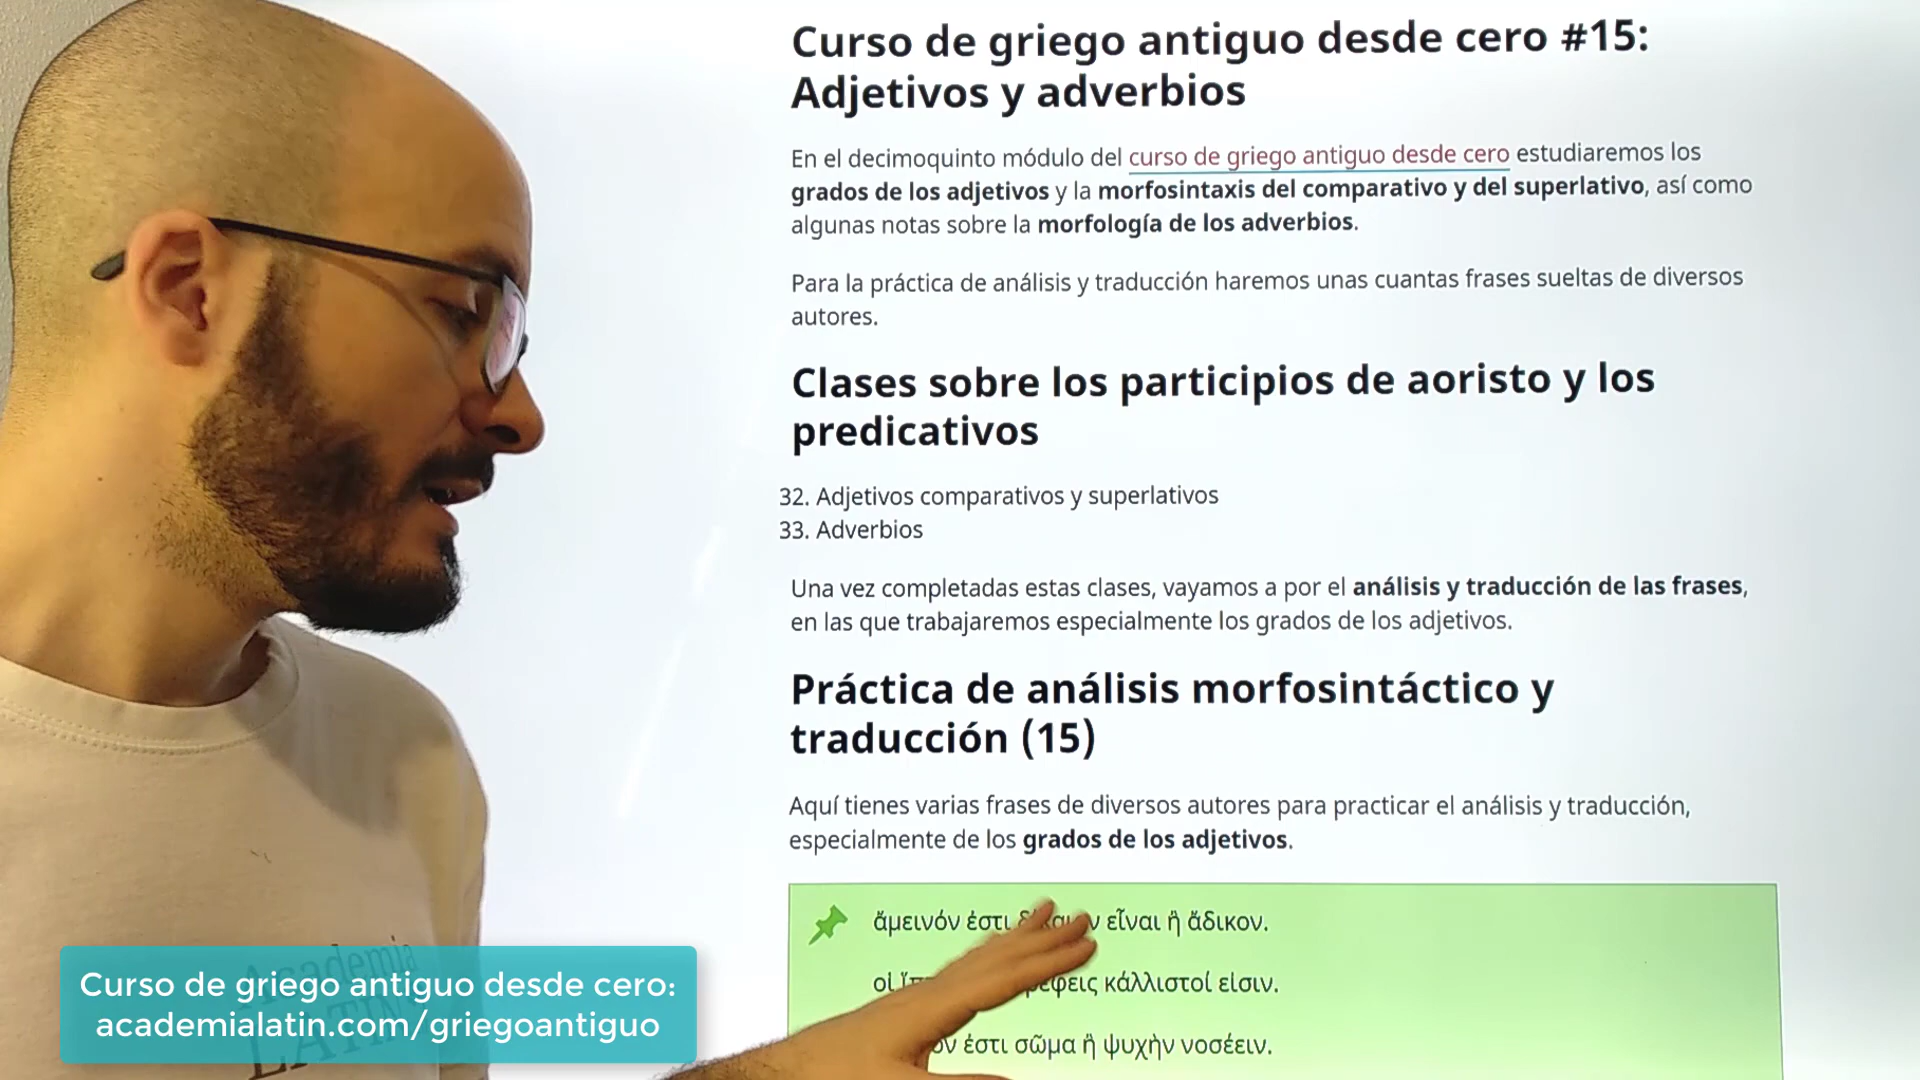 Curso de griego antiguo desde cero #15:
Adjetivos y adverbios
En el decimoquinto módulo del curso de griego antiguo desde cero estudiaremos los
grados de los adjetivos y la morfosintaxis del comparativo y del superlativo, así como
algunas notas sobre la morfología de los adverbios.
Para la práctica de análisis y traducción haremos unas cuantas frases sueltas de diversos
autores.
Clases sobre los participios de aoristo y los
predicativos
32. Adjetivos comparativos y superlativos
33. Adverbios
Una vez completadas estas clases, vayamos a por el análisis y traducción de las frases,
en las que trabajaremos especialmente los grados de los adjetivos.
Práctica de análisis morfosintáctico y
traducción (15)
Aquí tienes varias frases de diversos autores para practicar el análisis y traducción,
especialmente de los grados de los adjetivos.
ἄμεινόν ἐστι εἶναι ἢ ἄδικον.
οἱ κάλλιστοί εἰσιν.
ἐστι σῶμα ἢ ψυχὴν νοσέειν.
Academia
LATIN
Curso de griego antiguo desde cero:
academialatin.com/griegoantiguo